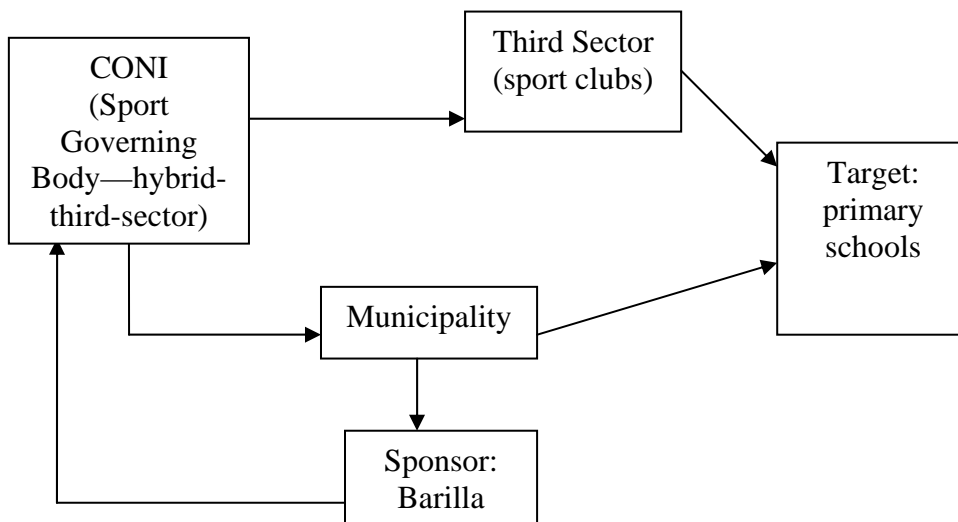 CONI
(Sport
Governing
Body—hybrid-
third-sector)
Third Sector
(sport clubs)
Target:
primary
schools
Municipality
Sponsor:
Barilla